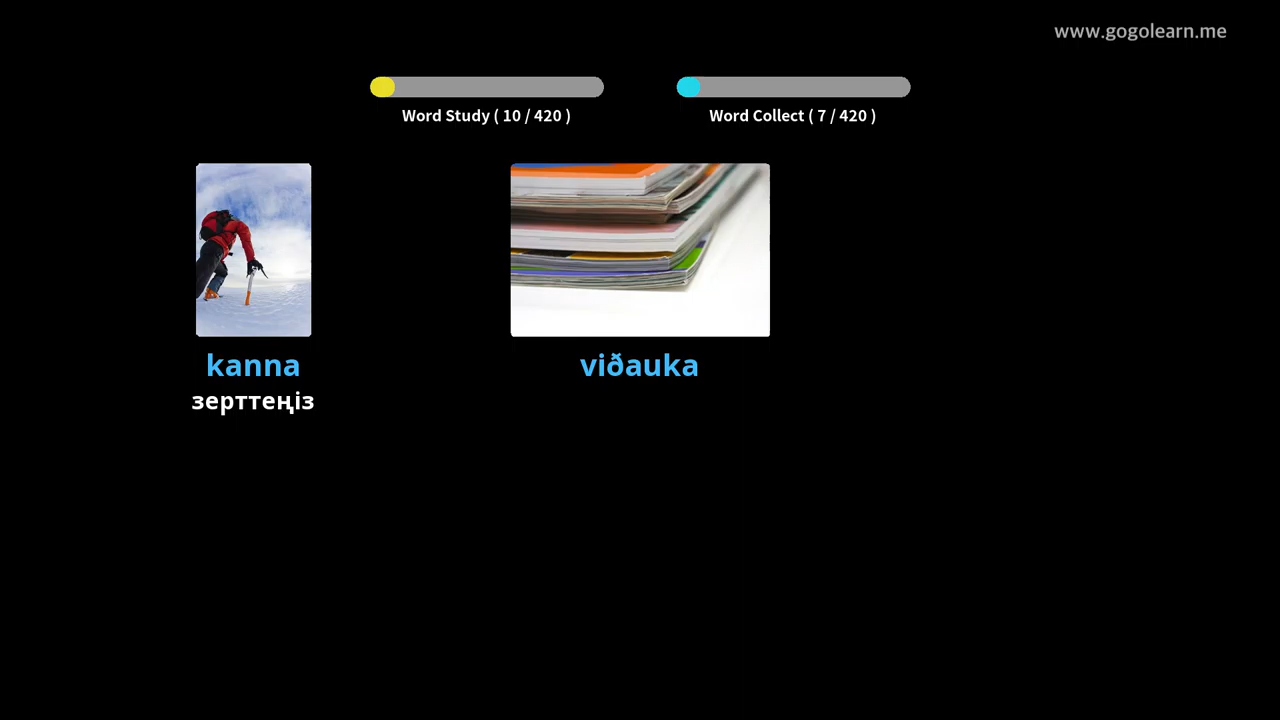 www.gogolearn.me
Word Study ( 10 / 420 )
Word Collect ( 7 / 420 )
kanna
зерттеңіз
viðauka